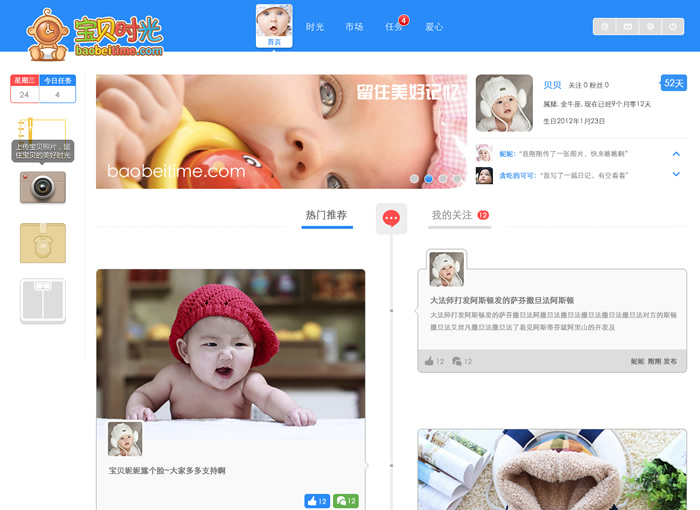 宝贝时光
baobeitime.com
首页
时光
市场
任务
4
爱心
星期三
今日任务
24
4
上传宝贝照片，留
住宝贝的美好时光
留住美好记忆
baobeitime.com
贝贝
关注 0 粉丝 0
52天
属猪, 金牛座, 现在已经9个月零12天
生日2012年1月23日
妮妮: “我刚刚传了一张照片，快来瞧瞧啊”
贪吃的可可: “我写了一篇日记，有空看看”
热门推荐
我的关注
12
大法师打发阿斯顿发的萨芬撒旦法阿斯顿
大法师打发阿斯顿发的萨芬撒旦法阿撒旦法撒旦法撒旦法撒旦法撒旦法对方的斯顿
撒旦法又丝凡撒旦法撒旦法了看见阿斯蒂芬就阿里山的开发及
12
12
妮妮 刚刚 发布
宝贝妮妮露个脸~大家多多支持啊
12
12